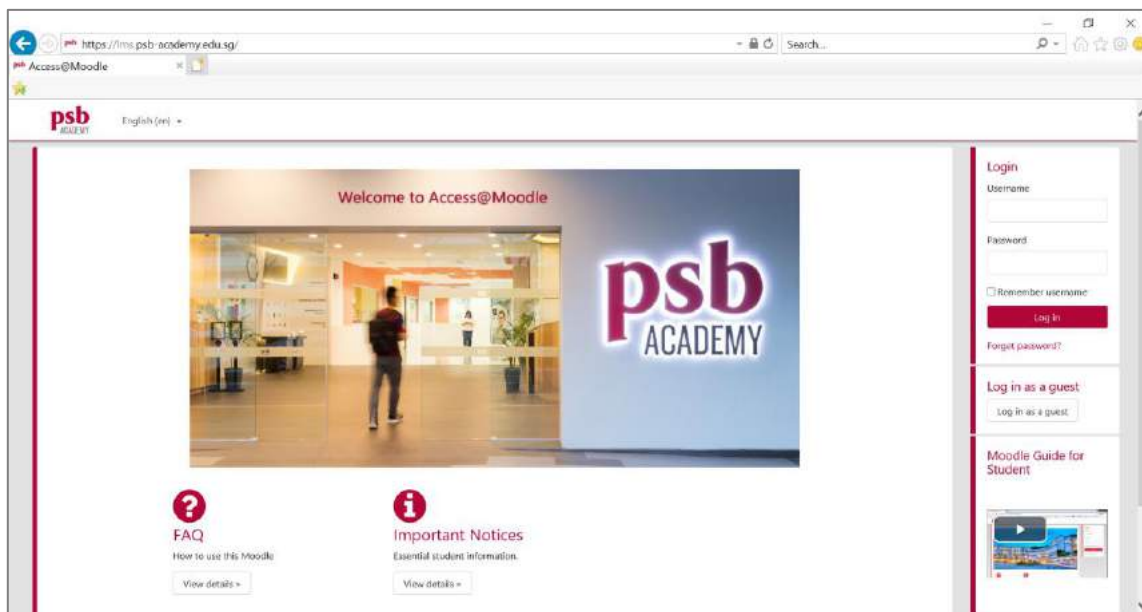 https://lms.psb-academy.edu.sg/
Search...
Access@Moodle
psb
ACADEMY
English (en)
Welcome to Access@Moodle
psb
ACADEMY
FAQ
How to use this Moodle
View details »
Important Notices
Essential student information.
View details »
Login
Username
Password
Remember username
Log in
Forget password?
Log in as a guest
Log in as a guest
Moodle Guide for
Student